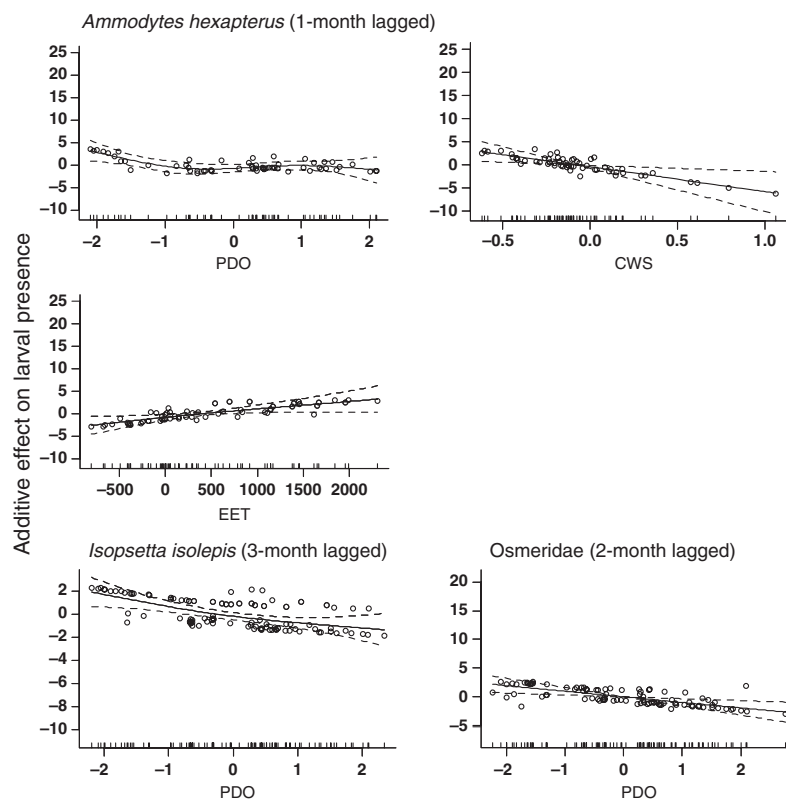 Ammodytes hexapterus (1-month lagged)
25
20
15
10
5
0
−5
−10
−2 −1 0 1 2
PDO
25
20
15
10
5
0
−5
−10
−0.5 0.0 0.5 1.0
CWS
Additive effect on larval presence
25
20
15
10
5
0
−5
−10
−500 0 500 1000 1500 2000
EET
Isopsetta isolepis (3-month lagged)
2
0
−2
−4
−6
−8
−10
−2 −1 0 1 2
PDO
Osmeridae (2-month lagged)
20
15
10
5
0
−5
−2 −1 0 1 2
PDO